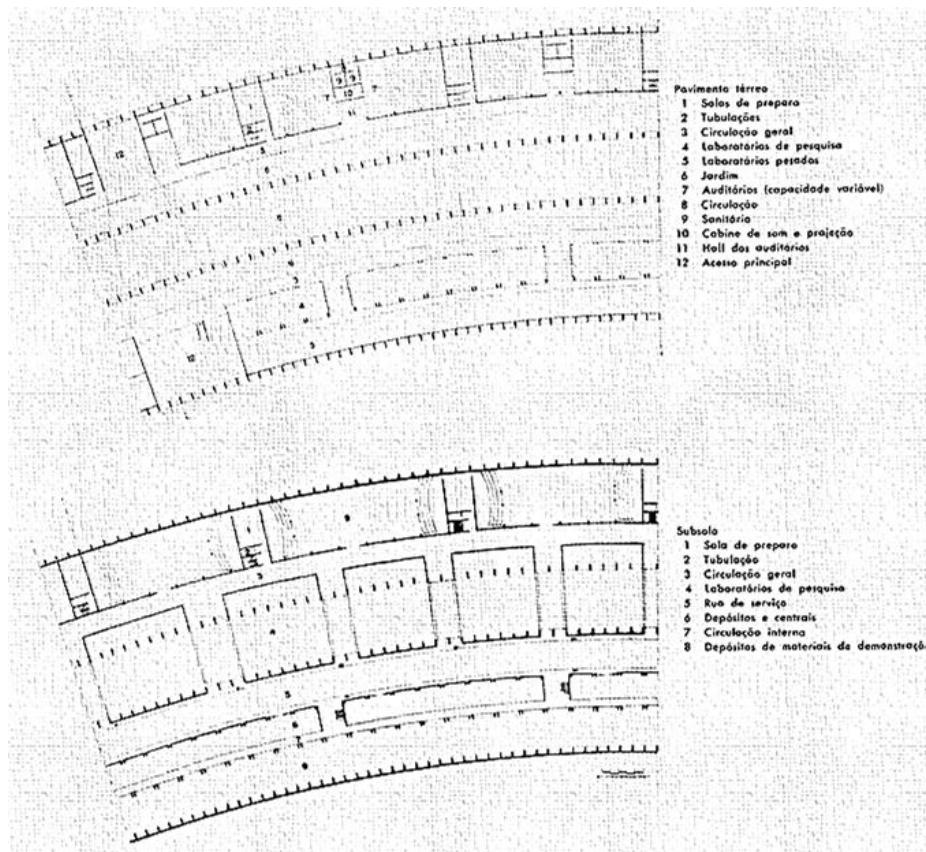 Pavimento térreo
1 Salas de preparo
2 Tubulações
3 Circulação geral
4 Laboratórios de pesquisa
5 Laboratórios pesados
6 Jardim
7 Auditórios (capacidade variável)
8 Circulação
9 Sanitário
10 Cabine de som e projeção
11 Hall dos auditórios
12 Acesso principal
Subsolo
1 Sala de preparo
2 Tubulação
3 Circulação geral
4 Laboratórios de pesquisa
5 Rua de serviço
6 Depósitos e centrais
7 Circulação interna
8 Depósitos de materiais de demonstraçã